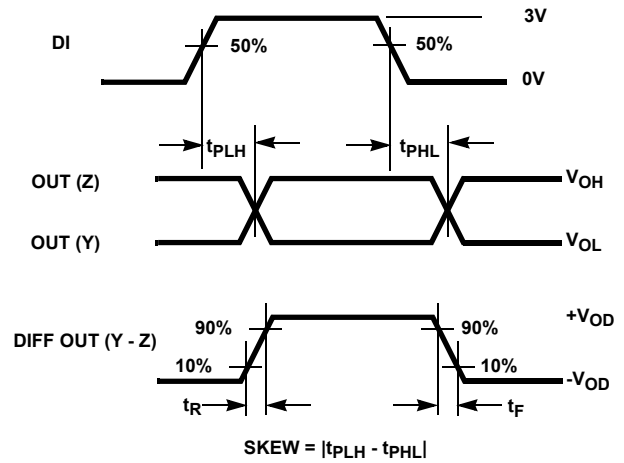 3V
DI
50%
50%
0V
tPLH
tPHL
OUT (Z)
VOH
OUT (Y)
VOL
+VOD
90%
90%
DIFF OUT (Y - Z)
10%
10%
-VOD
tR
tF
SKEW = |tPLH - tPHL|